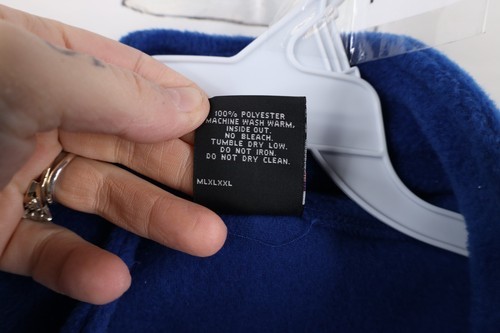 100% POLYESTER
MACHINE WASH WARM,
INSIDE OUT.
NO BLEACH.
TUMBLE DRY LOW.
DO NOT IRON.
DO NOT DRY CLEAN.
MLXLXXL